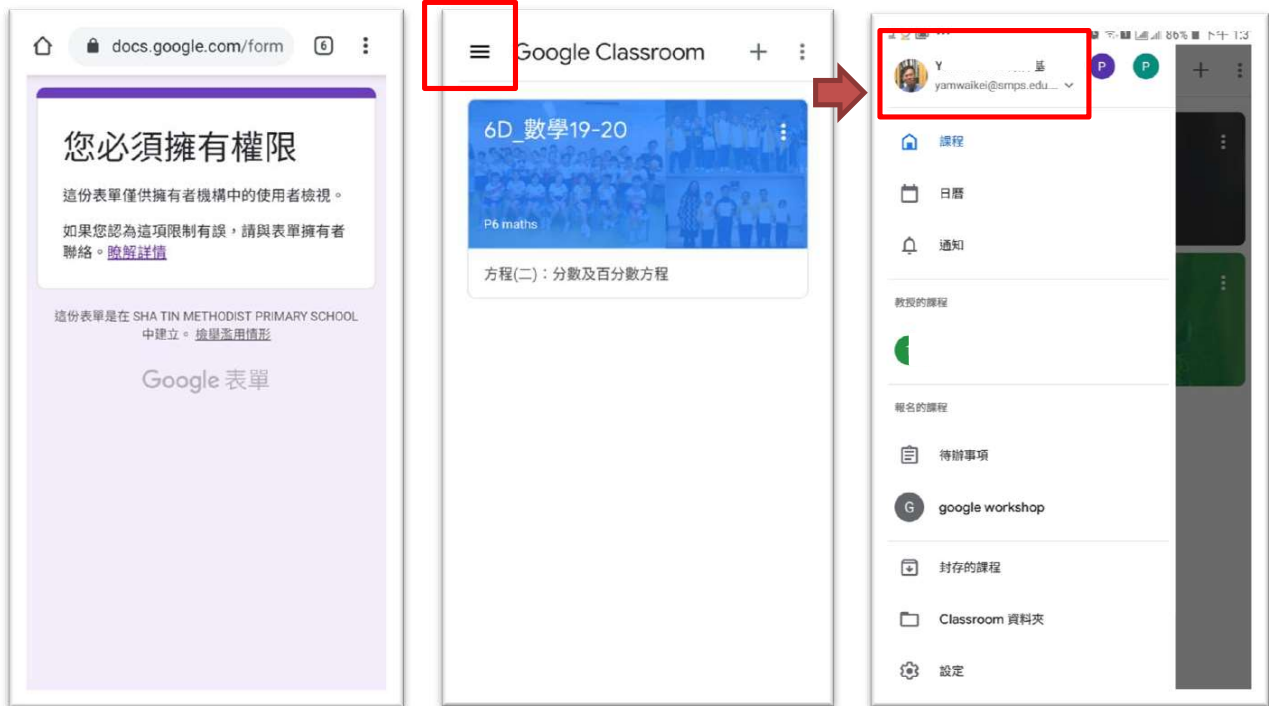 docs.google.com/form
6
您必須擁有權限
這份表單僅供擁有者機構中的使用者檢視。
如果您認為這項限制有誤，請與表單擁有者
聯絡。瞭解詳情
這份表單是在 SHA TIN METHODIST PRIMARY SCHOOL
中建立。 檢舉濫用情形
Google 表單
Google Classroom
6D_數學19-20
P6 maths
方程(二)：分數及百分數方程
86% 下午 1:3
Y 基
P P
yamwaikei@smps.edu....
課程
日曆
通知
教授的課程
報名的課程
待辦事項
G google workshop
封存的課程
Classroom 資料夾
設定